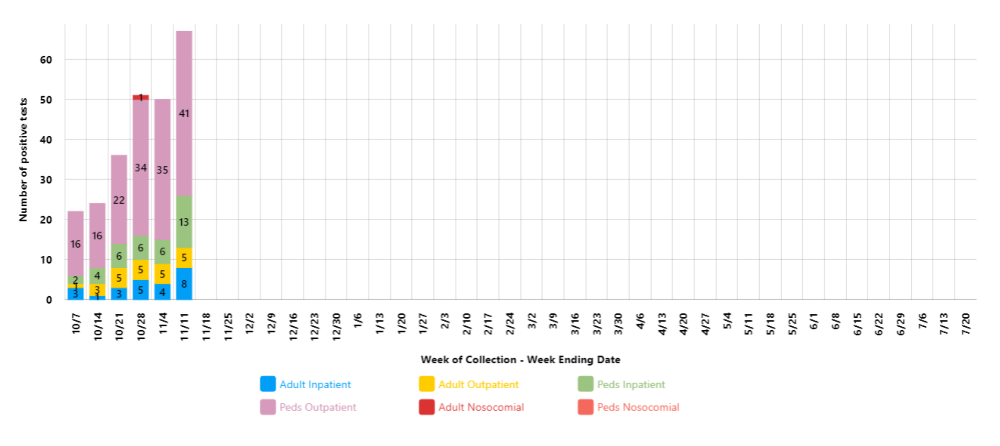 Number of positive tests
60
50
40
30
20
10
0
1
41
34 35
22
13
16 16
6 6 6 5
2 4 5 5 5
1 3
3 1 3 5 4 8
10/7 10/14 10/21 10/28 11/4 11/11 11/18 11/25 12/2 12/9 12/16 12/23 12/30 1/6 1/13 1/20 1/27 2/3 2/10 2/17 2/24 3/2 3/9 3/16 3/23 3/30 4/6 4/13 4/20 4/27 5/4 5/11 5/18 5/25 6/1 6/8 6/15 6/22 6/29 7/6 7/13 7/20
Week of Collection - Week Ending Date
Adult Inpatient Adult Outpatient Peds Inpatient
Peds Outpatient Adult Nosocomial Peds Nosocomial